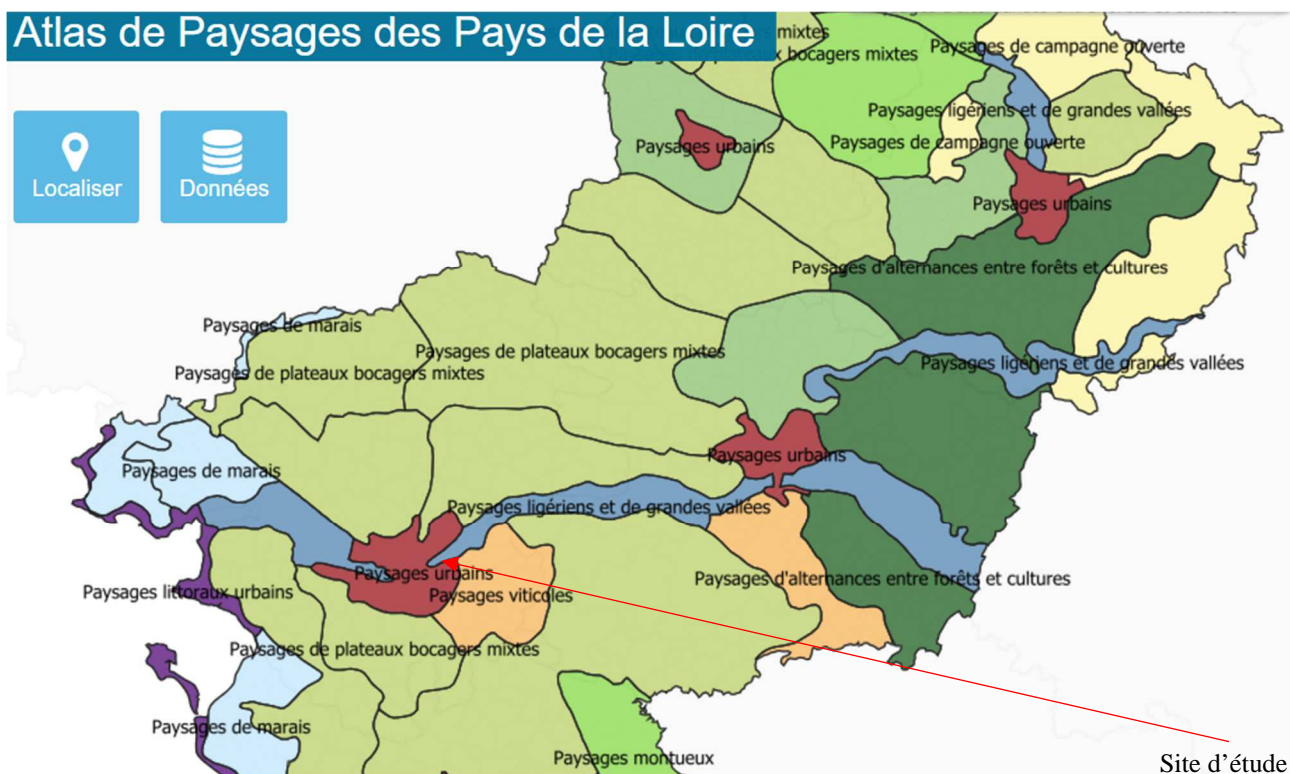 Atlas de Paysages des Pays de la Loire
mixtes
bocagers mixtes
Paysages de campagne ouverte
Paysages ligériens et de grandes vallées
Paysages urbains
Paysages de campagne ouverte
Localiser
Données
Paysages urbains
Paysages d'alternances entre forêts et cultures
Paysages de marais
Paysages de plateaux bocagers mixtes
Paysages ligériens et de grandes vallées
Paysages de plateaux bocagers mixtes
Paysages urbains
Paysages de marais
Paysages ligériens et de grandes vallées
Paysages urbains
Paysages d'alternances entre forêts et cultures
Paysages littoraux urbains
Paysages viticoles
Paysages de plateaux bocagers mixtes
Paysages de marais
Paysages montueux
Site d'étude